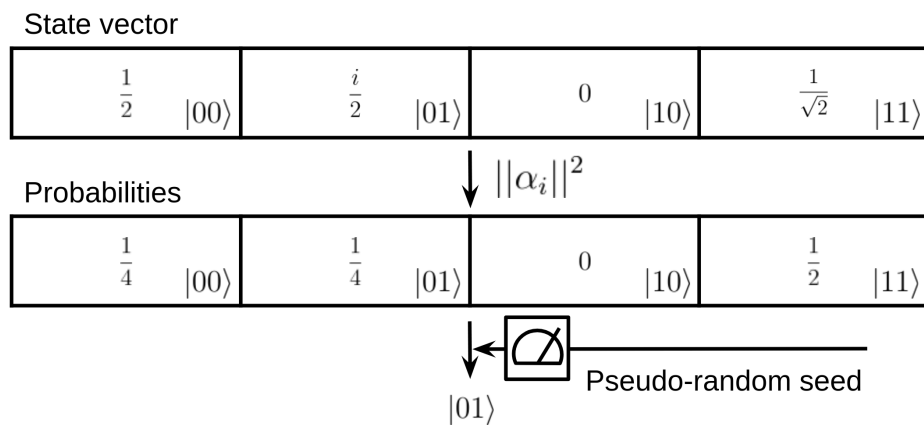 State vector
1/2 |00⟩ i/2 |01⟩ 0 |10⟩ 1/√2 |11⟩
||αᵢ||²
Probabilities
1/4 |00⟩ 1/4 |01⟩ 0 |10⟩ 1/2 |11⟩
Pseudo-random seed
|01⟩